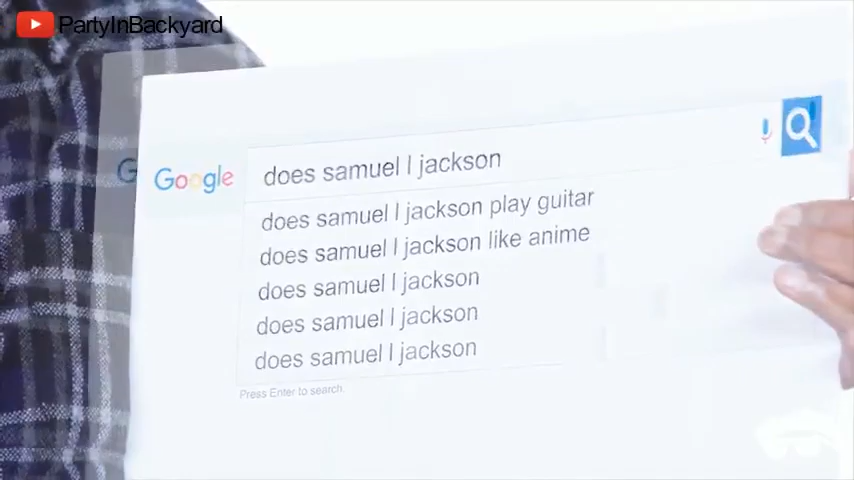 PartyInBackyard
G
Google
does samuel l jackson
does samuel l jackson play guitar
does samuel l jackson like anime
does samuel l jackson
does samuel l jackson
does samuel l jackson
Press Enter to search.